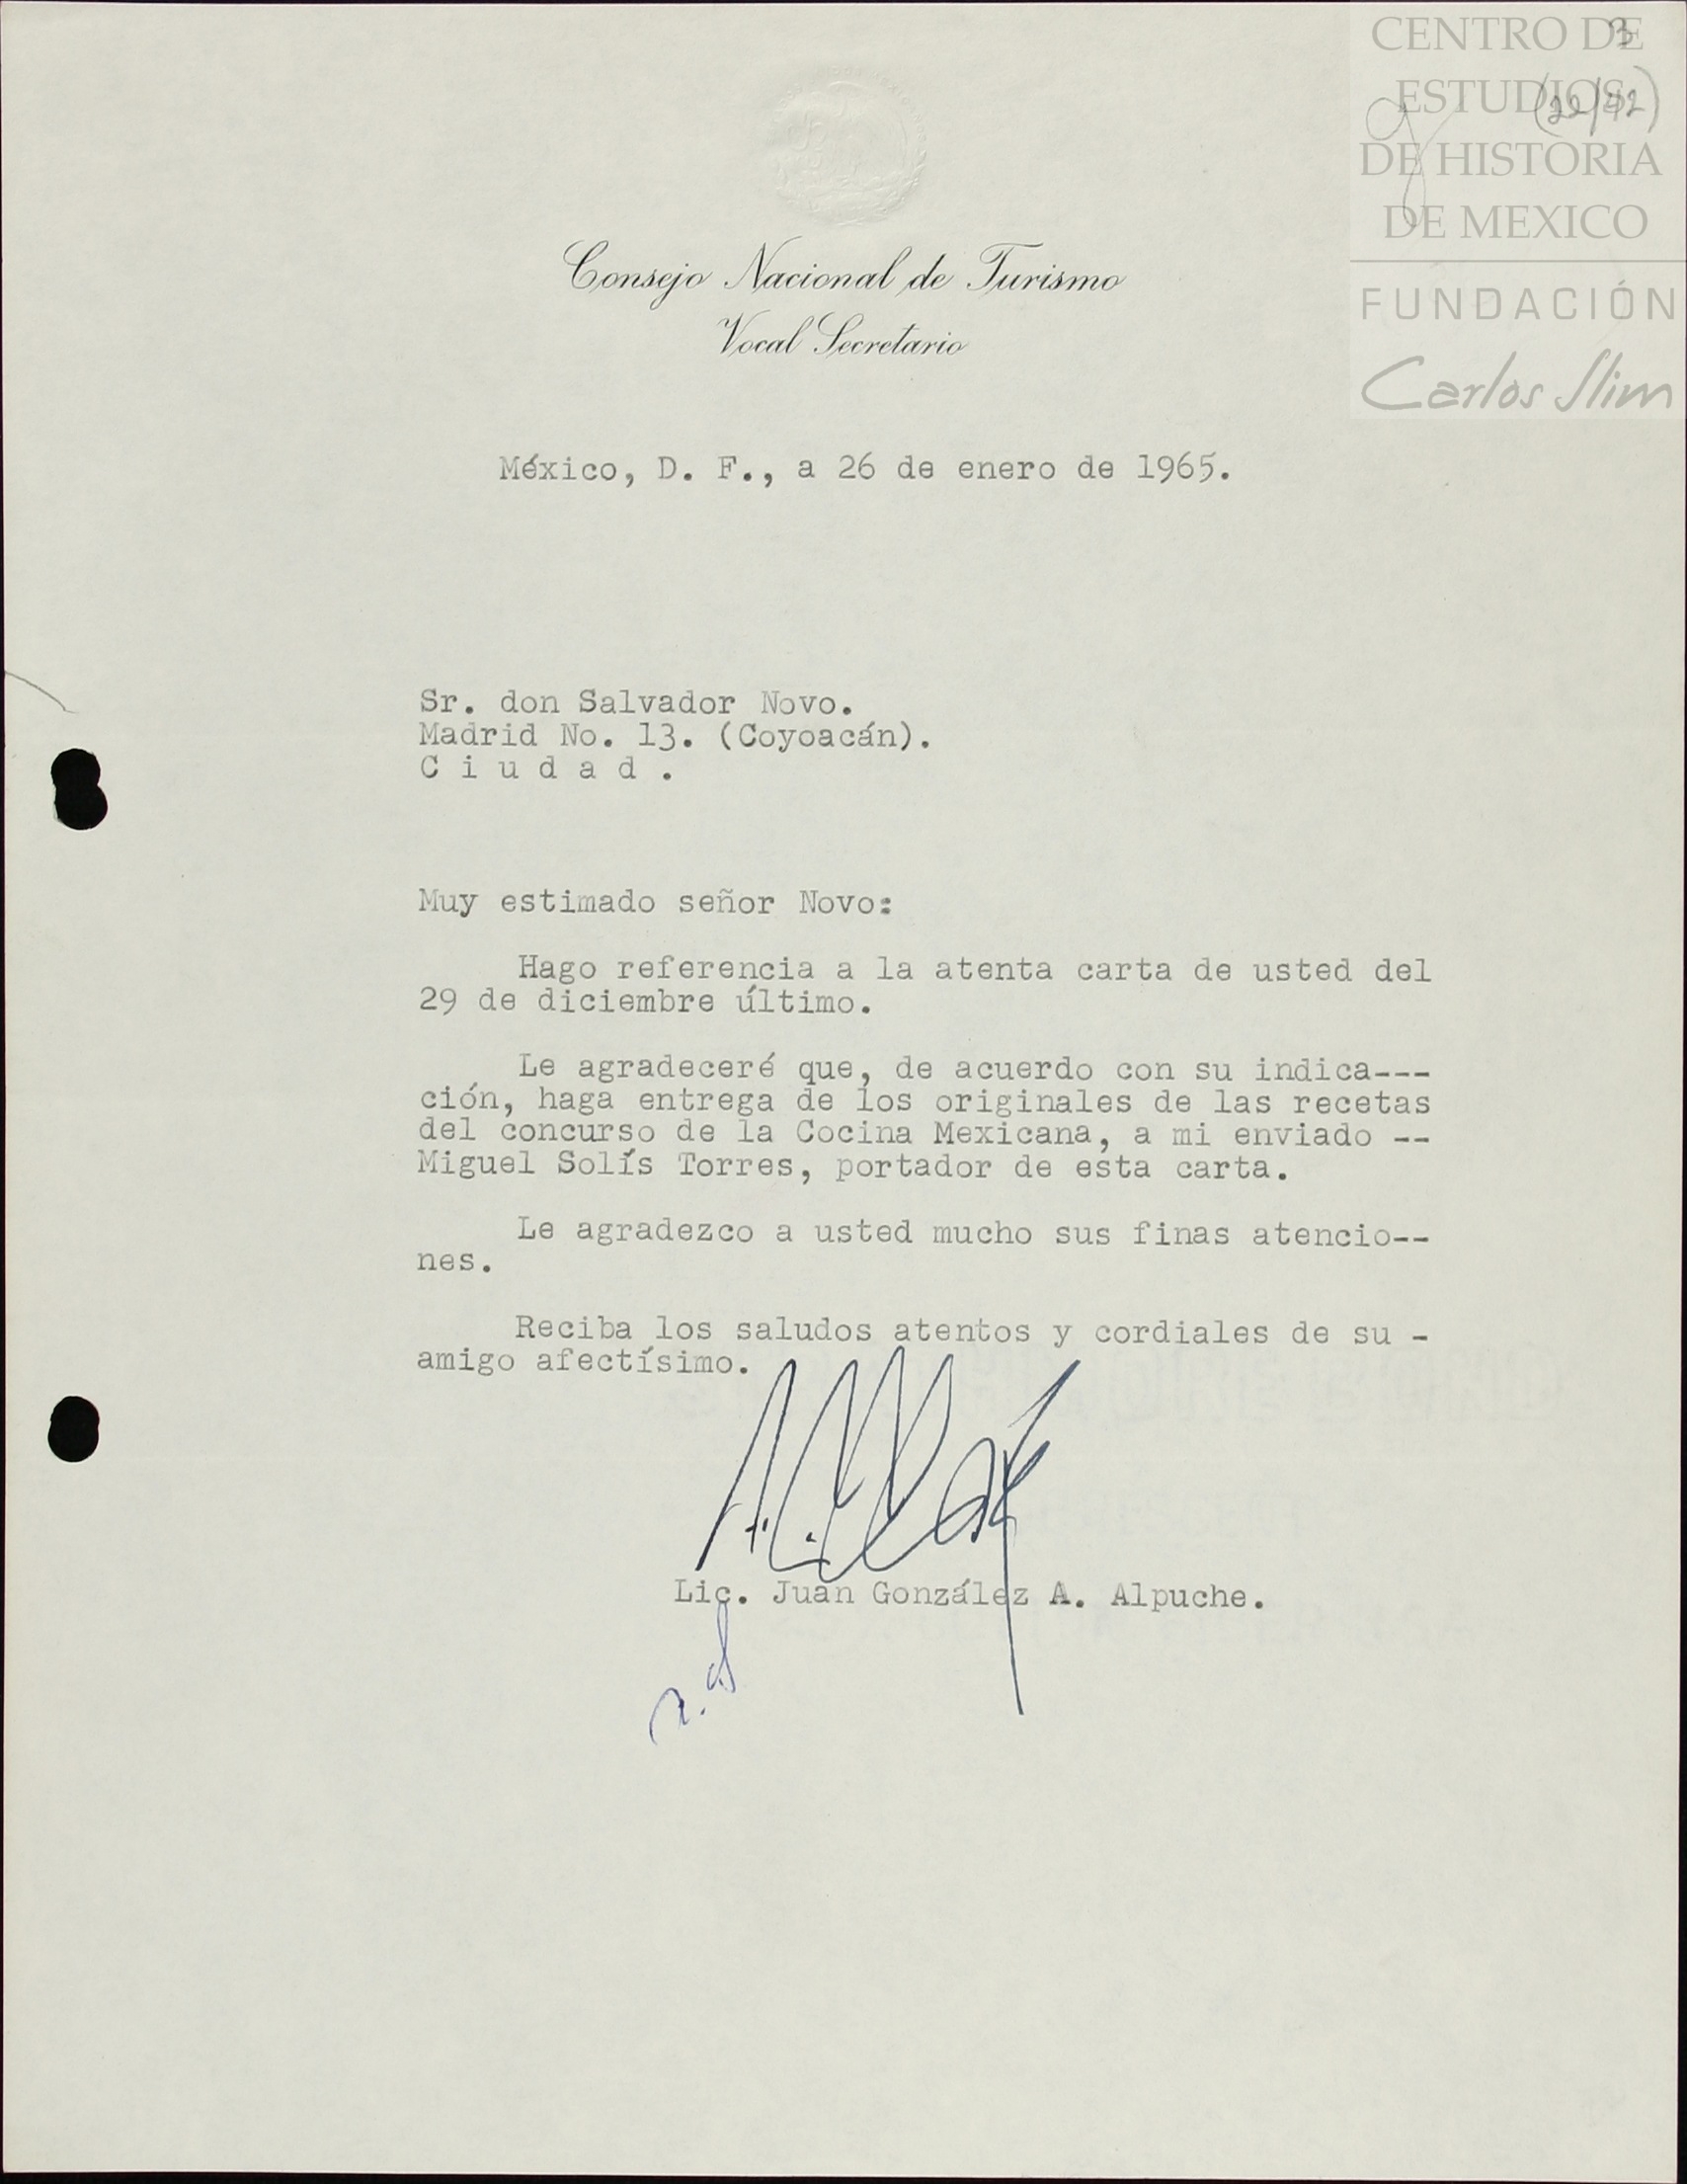 CENTRO DE
ESTUDIOS
DE HISTORIA
DE MEXICO
FUNDACIÓN
Carlos Slim
3
(22/42)
Consejo Nacional de Turismo
Vocal Secretario
México, D. F., a 26 de enero de 1965.
Sr. don Salvador Novo.
Madrid No. 13. (Coyoacán).
C i u d a d .
Muy estimado señor Novo:
Hago referencia a la atenta carta de usted del
29 de diciembre último.
Le agradeceré que, de acuerdo con su indica---
ción, haga entrega de los originales de las recetas
del concurso de la Cocina Mexicana, a mi enviado --
Miguel Solís Torres, portador de esta carta.
Le agradezco a usted mucho sus finas atencio--
nes.
Reciba los saludos atentos y cordiales de su -
amigo afectísimo.
Lic. Juan González A. Alpuche.